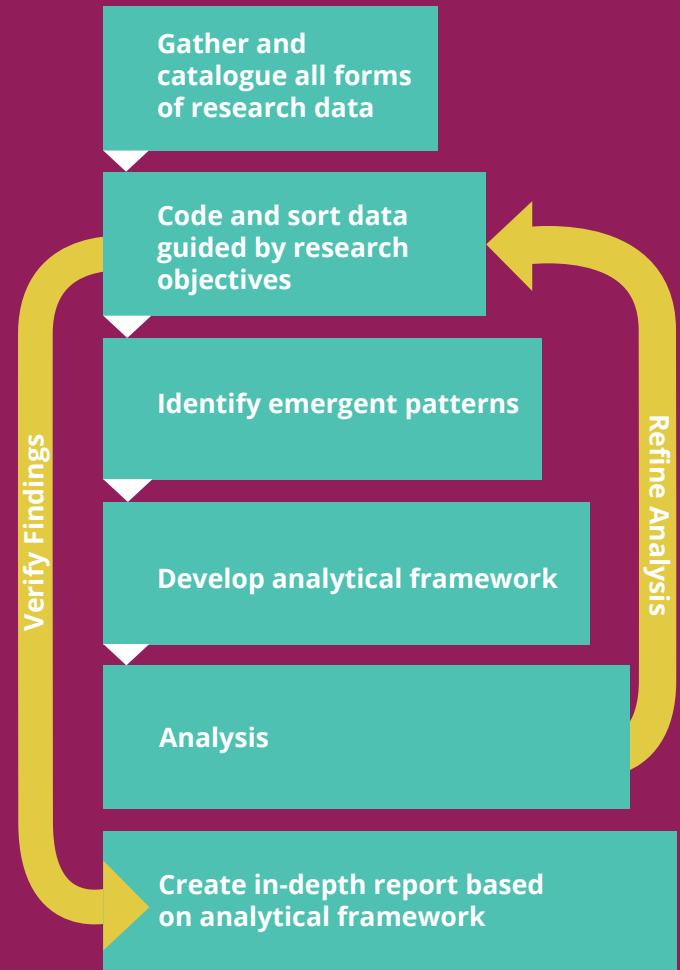 Gather and
catalogue all forms
of research data
Code and sort data
guided by research
objectives
Identify emergent patterns
Develop analytical framework
Analysis
Create in-depth report based
on analytical framework
Verify Findings
Refine Analysis